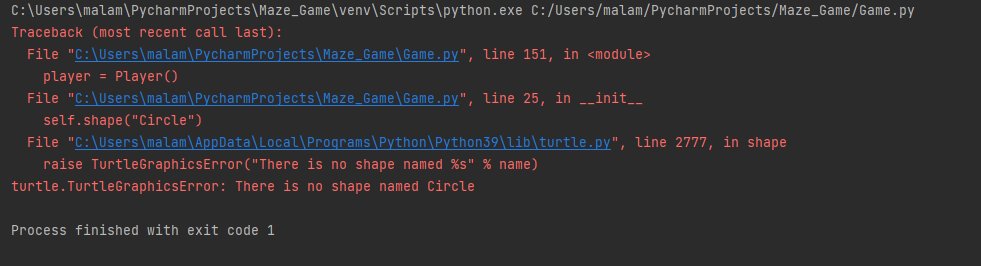 C:\Users\malam\PycharmProjects\Maze_Game\venv\Scripts\python.exe C:/Users/malam/PycharmProjects/Maze_Game/Game.py
Traceback (most recent call last):
  File "C:\Users\malam\PycharmProjects\Maze_Game\Game.py", line 151, in <module>
    player = Player()
  File "C:\Users\malam\PycharmProjects\Maze_Game\Game.py", line 25, in __init__
    self.shape("Circle")
  File "C:\Users\malam\AppData\Local\Programs\Python\Python39\lib\turtle.py", line 2777, in shape
    raise TurtleGraphicsError("There is no shape named %s" % name)
turtle.TurtleGraphicsError: There is no shape named Circle
Process finished with exit code 1